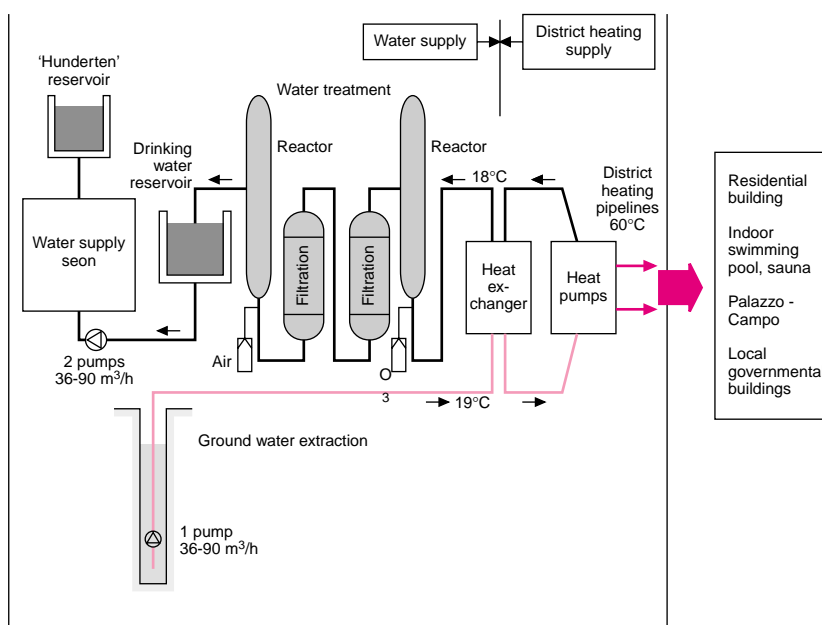 Water supply
District heating
supply
‘Hunderten’
reservoir
Water treatment
Drinking
water
reservoir
Reactor
Reactor
18°C
District
heating
pipelines
60°C
Water supply
seon
Filtration
Filtration
Heat
ex-
changer
Heat
pumps
Residential
building
Indoor
swimming
pool, sauna
Palazzo -
Campo
Local
governmenta
buildings
2 pumps
36-90 m³/h
Air
O
3
19°C
Ground water extraction
1 pump
36-90 m³/h